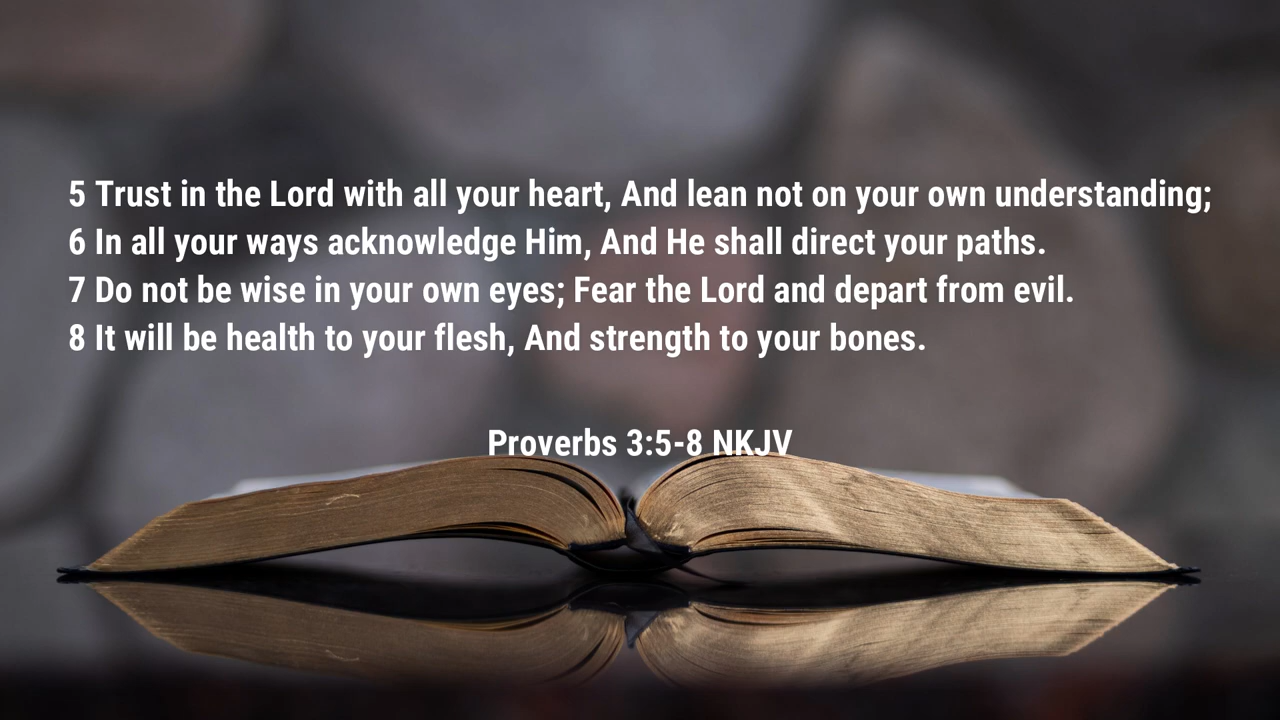 5 Trust in the Lord with all your heart, And lean not on your own understanding;
6 In all your ways acknowledge Him, And He shall direct your paths.
7 Do not be wise in your own eyes; Fear the Lord and depart from evil.
8 It will be health to your flesh, And strength to your bones.
Proverbs 3:5-8 NKJV